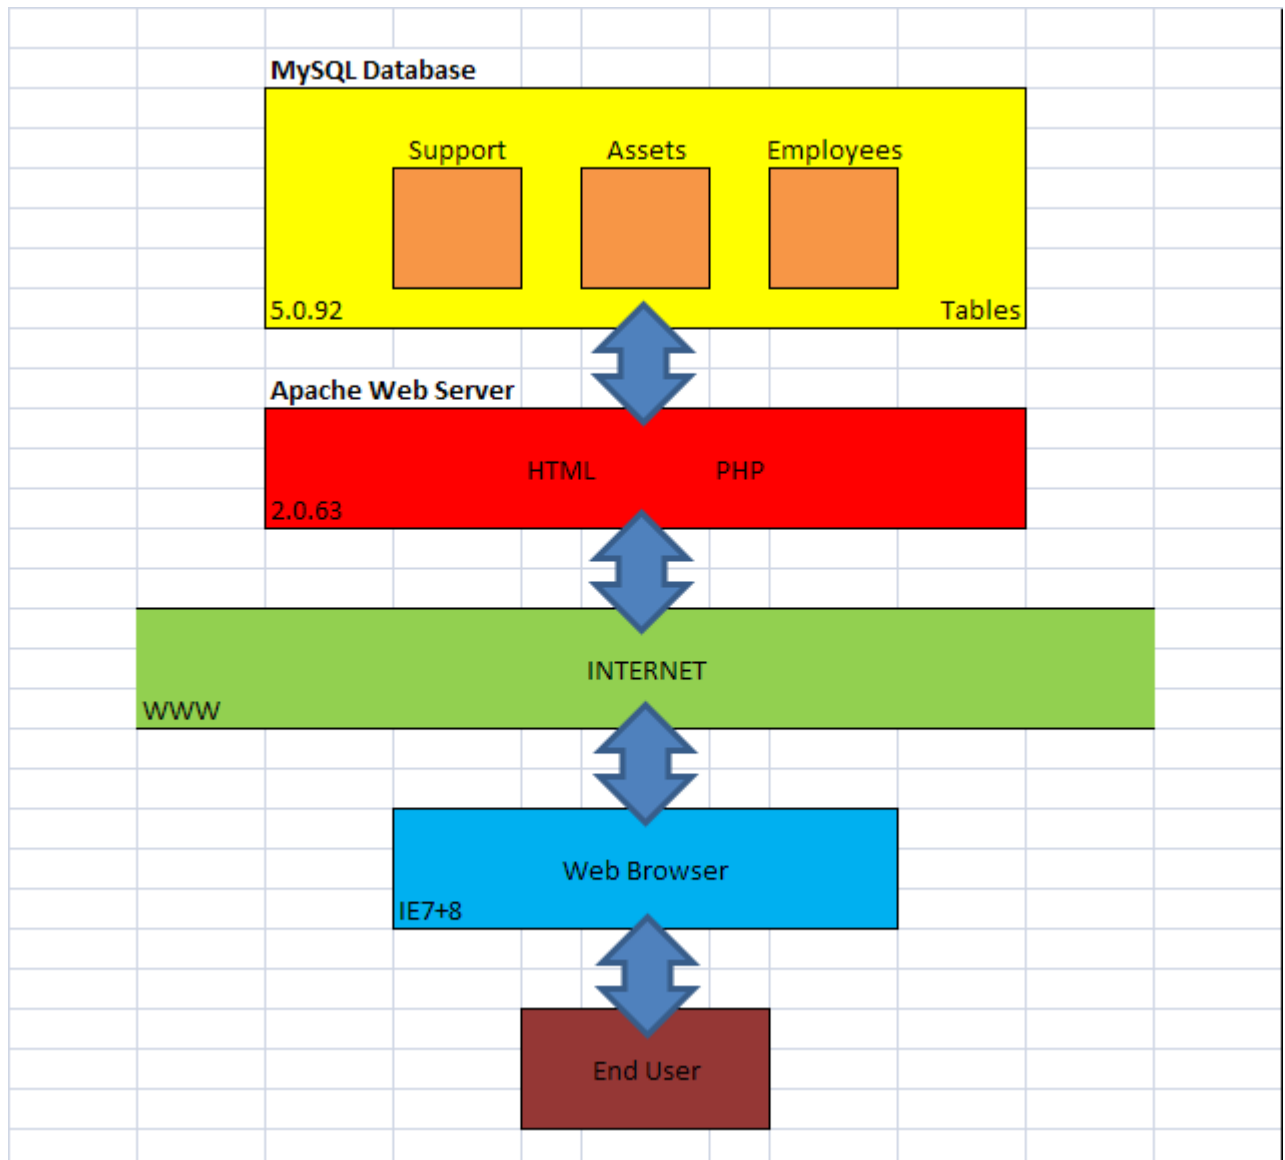 MySQL Database
Support Assets Employees
5.0.92 Tables
Apache Web Server
HTML PHP
2.0.63
INTERNET
WWW
Web Browser
IE7+8
End User